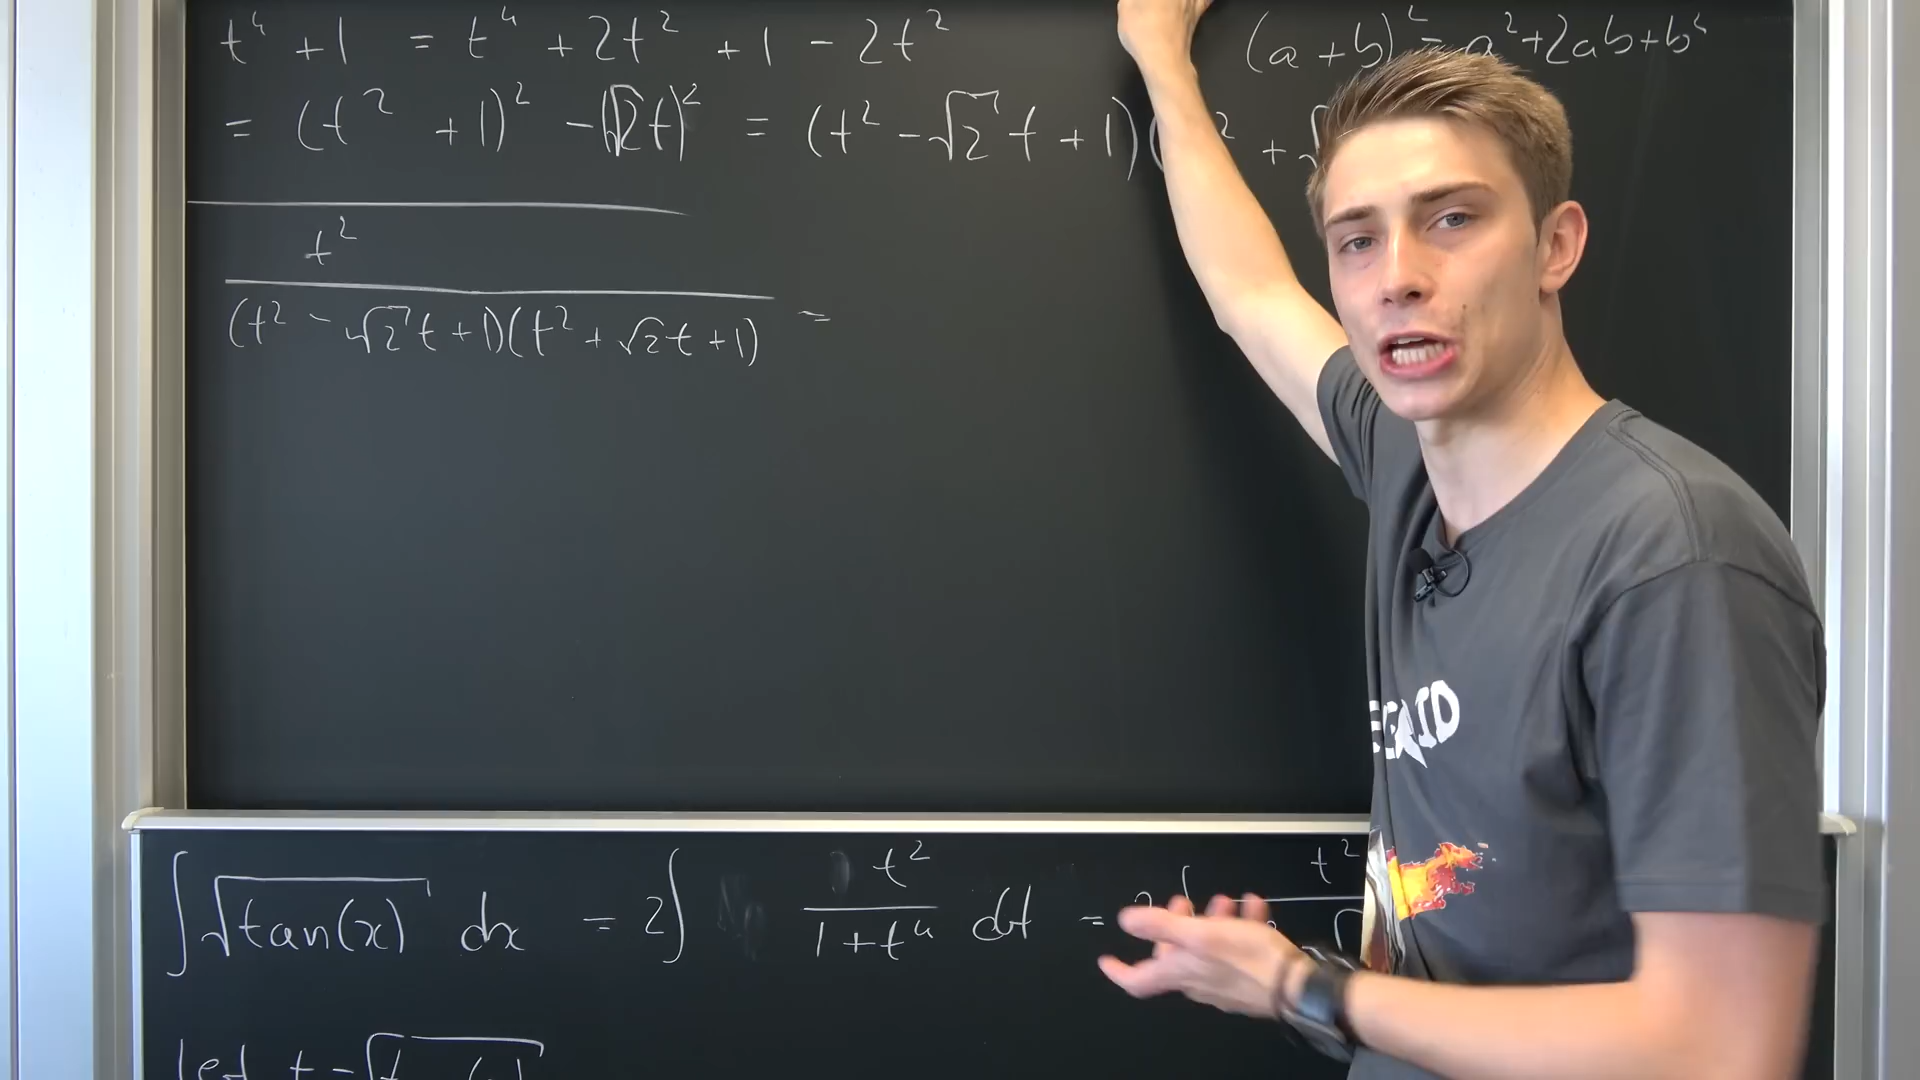 t⁴ + 1 = t⁴ + 2t² + 1 - 2t²
(a + b)² = a² + 2ab + b²
= (t² + 1)² - (√2t)² = (t² - √2 t + 1)( ² + √
t²
(t² - √2 t + 1)(t² + √2 t + 1) =
∫ √tan(x) dx = 2∫ t² / 1 + t⁴ dt = 2∫ t²
let t = √